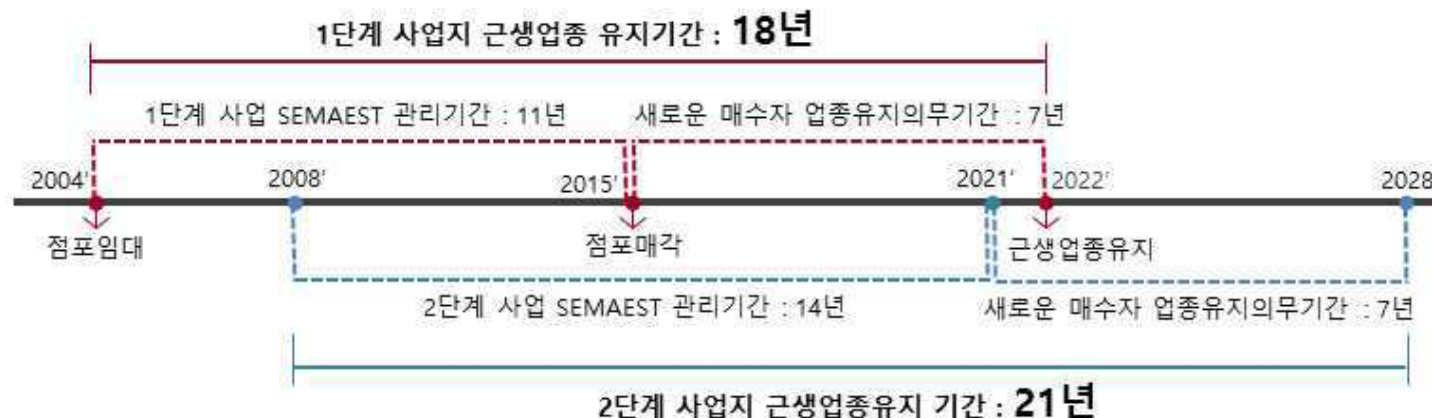 1단계 사업지 근생업종 유지기간 : 18년
1단계 사업 SEMAEST 관리기간 : 11년
새로운 매수자 업종유지의무기간 : 7년
2004' 2008' 2015' 2021' 2022' 2028
점포임대 점포매각 근생업종유지
2단계 사업 SEMAEST 관리기간 : 14년
새로운 매수자 업종유지의무기간 : 7년
2단계 사업지 근생업종유지 기간 : 21년